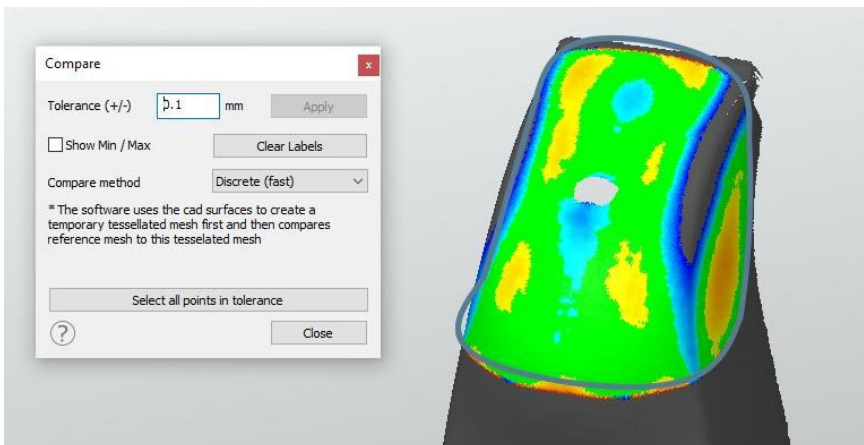 Compare
x
Tolerance (+/-) 0.1 mm Apply
Show Min / Max Clear Labels
Compare method Discrete (fast)
* The software uses the cad surfaces to create a
temporary tessellated mesh first and then compares
reference mesh to this tesselated mesh
Select all points in tolerance
? Close